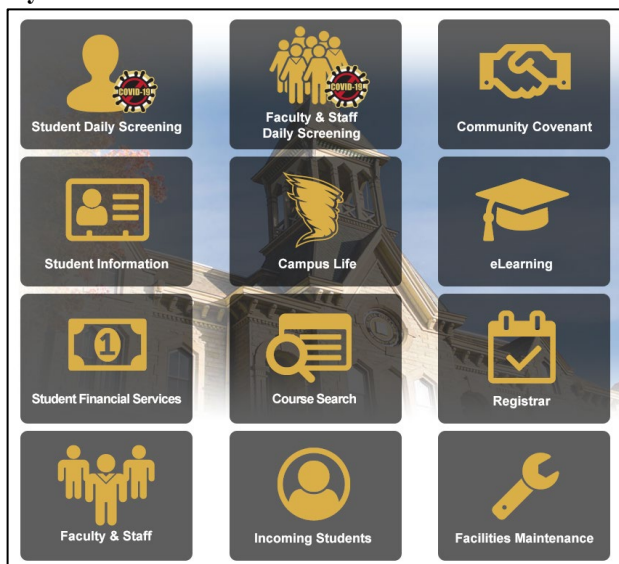 COVID-19
Student Daily Screening
COVID-19
Faculty & Staff
Daily Screening
Community Covenant
Student Information
Campus Life
eLearning
1
Student Financial Services
Course Search
Registrar
Faculty & Staff
Incoming Students
Facilities Maintenance